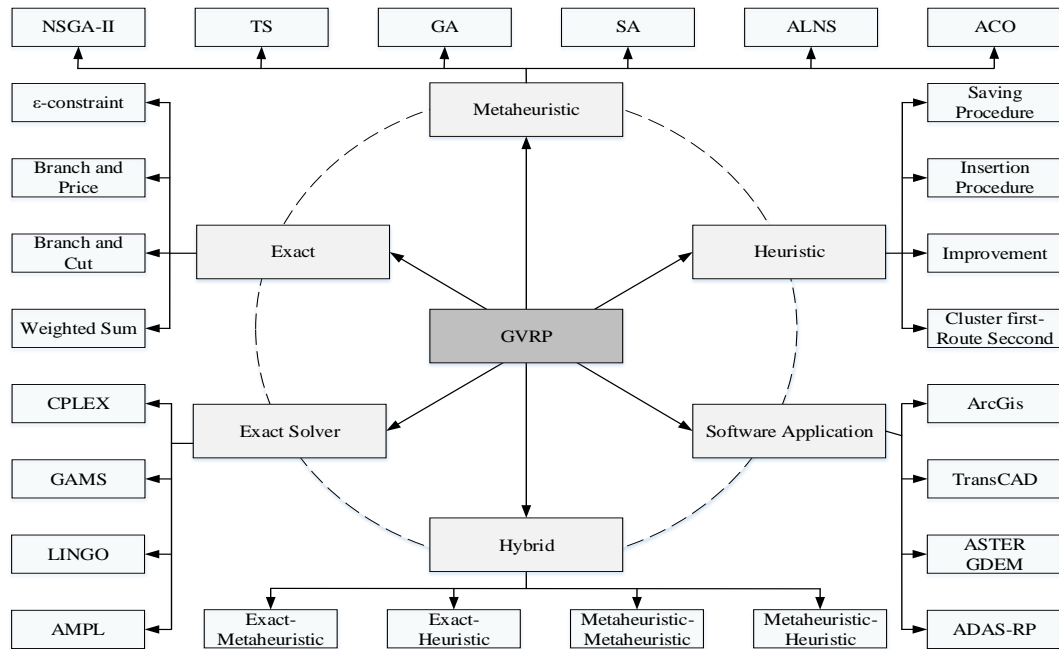 NSGA-II
TS
GA
SA
ALNS
ACO
ε-constraint
Metaheuristic
Saving
Procedure
Branch and
Price
Insertion
Procedure
Branch and
Cut
Exact
Heuristic
Improvement
Weighted Sum
GVRP
Cluster first-
Route Seccond
CPLEX
Exact Solver
Software Application
ArcGis
GAMS
TransCAD
LINGO
Hybrid
ASTER
GDEM
AMPL
Exact-
Metaheuristic
Exact-
Heuristic
Metaheuristic-
Metaheuristic
Metaheuristic-
Heuristic
ADAS-RP